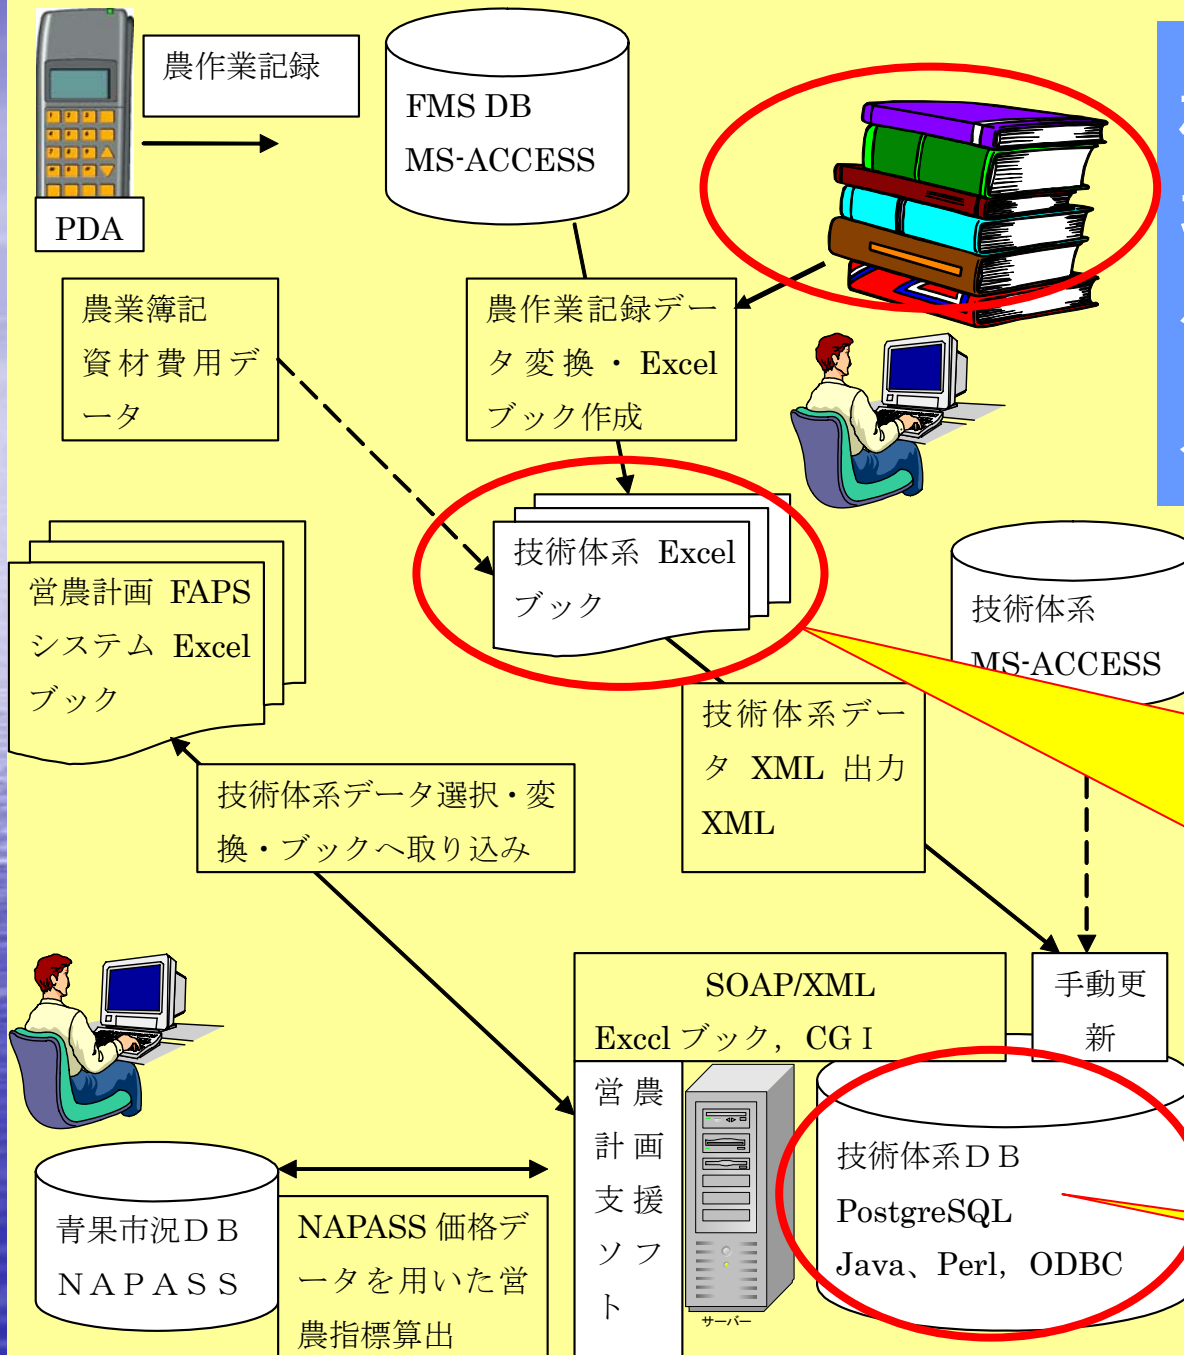 農作業記録
FMS DB
MS-ACCESS
PDA
農業簿記
資材費用デ
ータ
農作業記録デー
タ変換・Excel
ブック作成
技術体系 Excel
ブック
営農計画 FAPS
システム Excel
ブック
技術体系
MS-ACCESS
技術体系デー
タ XML 出力
XML
技術体系データ選択・変
換・ブックへ取り込み
SOAP/XML
Exccl ブック，CGI
手動更
新
営農
計画
支援
ソフ
ト
サーバー
技術体系DB
PostgreSQL
Java、Perl，ODBC
青果市況DB
NAPASS
NAPASS 価格デ
ータを用いた営
農指標算出